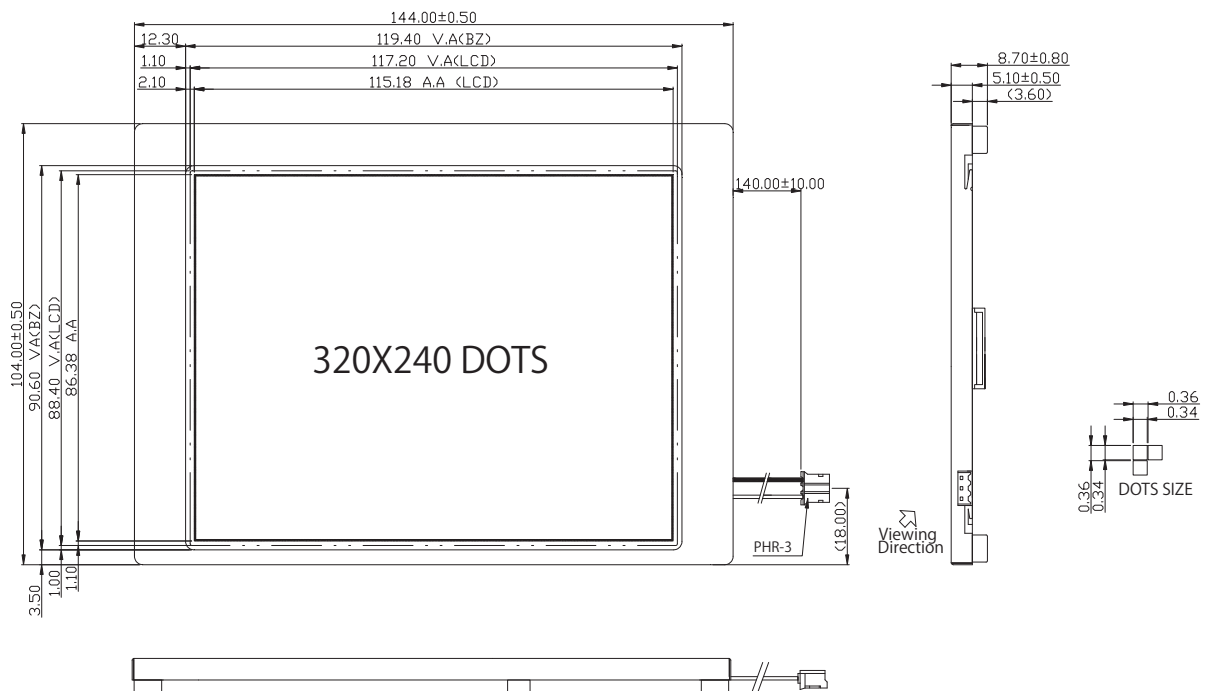 144.00±0.50
12.30
119.40 V.A(BZ)
1.10
117.20 V.A(LCD)
2.10
115.18 A.A (LCD)
8.70±0.80
5.10±0.50
(3.60)
140.00±10.00
104.00±0.50
90.60 VA(BZ)
88.40 V.A(LCD)
86.38 A.A
320X240 DOTS
0.36
0.34
0.36
0.34
DOTS SIZE
(18.00)
PHR-3
Viewing
Direction
3.50
1.00
1.10